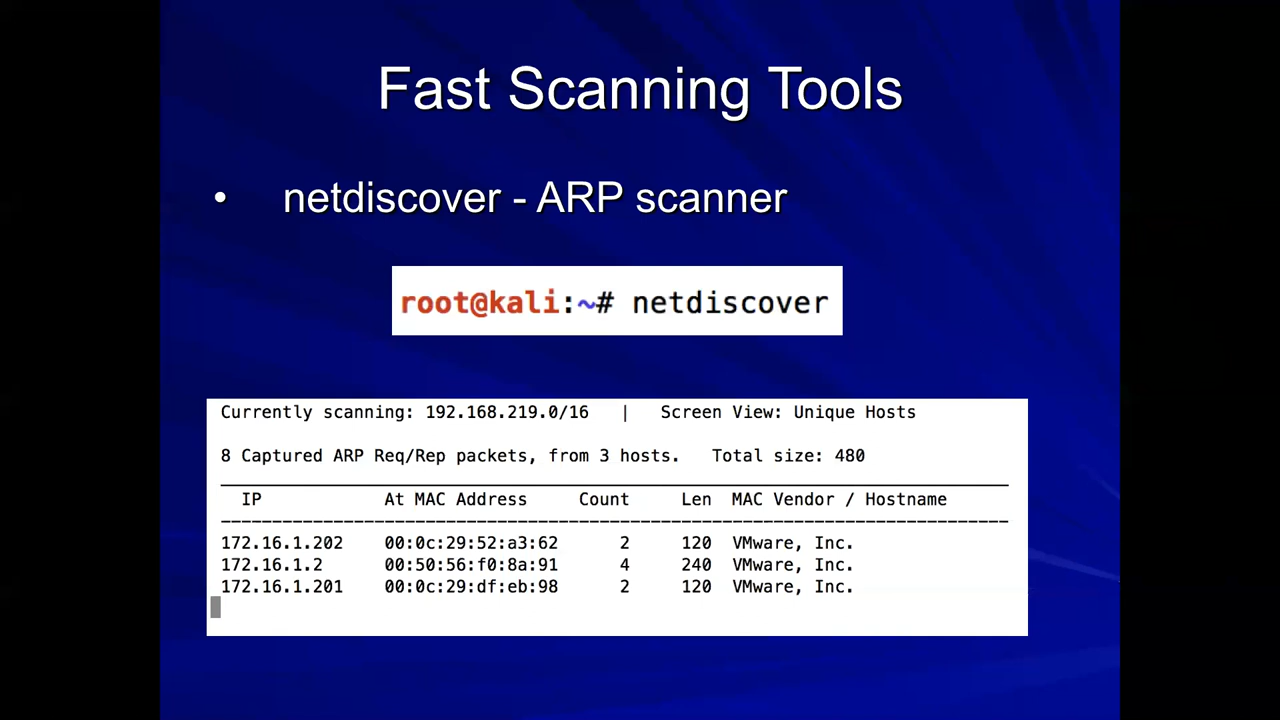 Fast Scanning Tools
• netdiscover - ARP scanner
root@kali:~# netdiscover
Currently scanning: 192.168.219.0/16 | Screen View: Unique Hosts
8 Captured ARP Req/Rep packets, from 3 hosts. Total size: 480
IP At MAC Address Count Len MAC Vendor / Hostname
172.16.1.202 00:0c:29:52:a3:62 2 120 VMware, Inc.
172.16.1.2 00:50:56:f0:8a:91 4 240 VMware, Inc.
172.16.1.201 00:0c:29:df:eb:98 2 120 VMware, Inc.